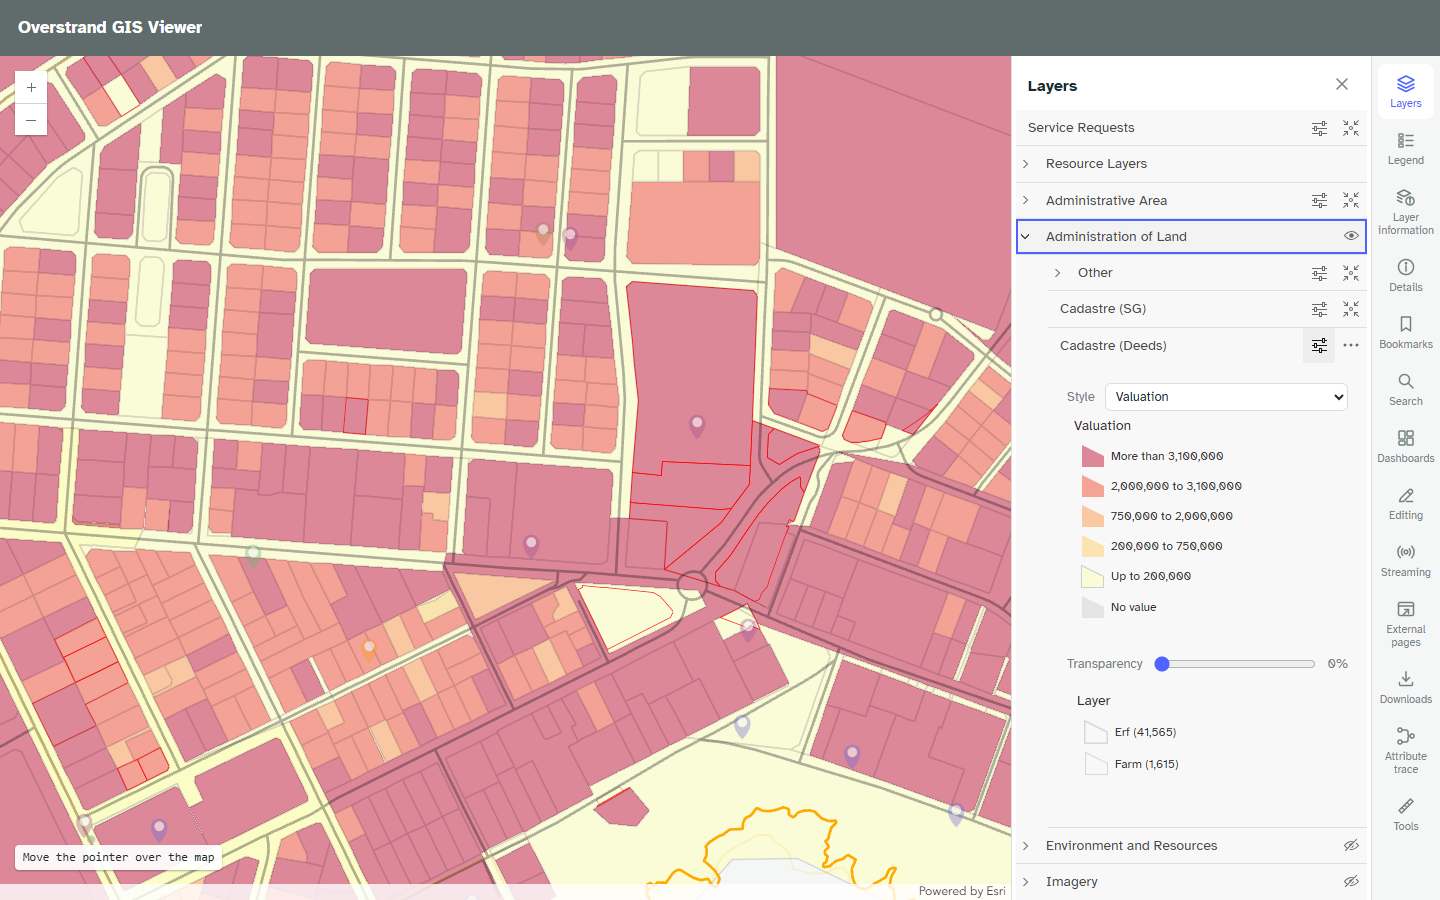 Overstrand GIS Viewer
+
−
Move the pointer over the map
Powered by Esri
Layers
Service Requests
Resource Layers
Administrative Area
Administration of Land
Other
Cadastre (SG)
Cadastre (Deeds)
Style
Valuation
Valuation
More than 3,100,000
2,000,000 to 3,100,000
750,000 to 2,000,000
200,000 to 750,000
Up to 200,000
No value
Transparency
0%
Layer
Erf (41,565)
Farm (1,615)
Environment and Resources
Imagery
Layers
Legend
Layer
information
Details
Bookmarks
Search
Dashboards
Editing
Streaming
External
pages
Downloads
Attribute
trace
Tools